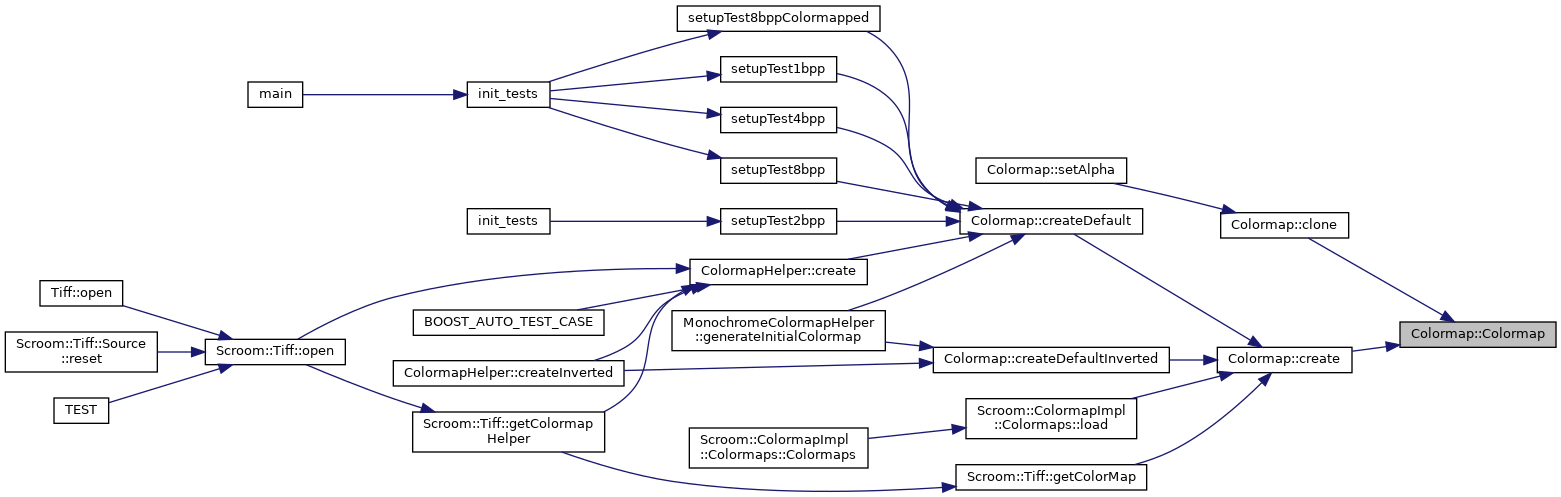 setupTest8bppColormapped
setupTest1bpp
main
init_tests
setupTest4bpp
setupTest8bpp
Colormap::setAlpha
init_tests
setupTest2bpp
Colormap::createDefault
Colormap::clone
ColormapHelper::create
Tiff::open
BOOST_AUTO_TEST_CASE
MonochromeColormapHelper
::generateInitialColormap
Colormap::Colormap
Scroom::Tiff::Source
::reset
Scroom::Tiff::open
Colormap::createDefaultInverted
Colormap::create
ColormapHelper::createInverted
TEST
Scroom::Tiff::getColormap
Helper
Scroom::ColormapImpl
::Colormaps::load
Scroom::ColormapImpl
::Colormaps::Colormaps
Scroom::Tiff::getColorMap